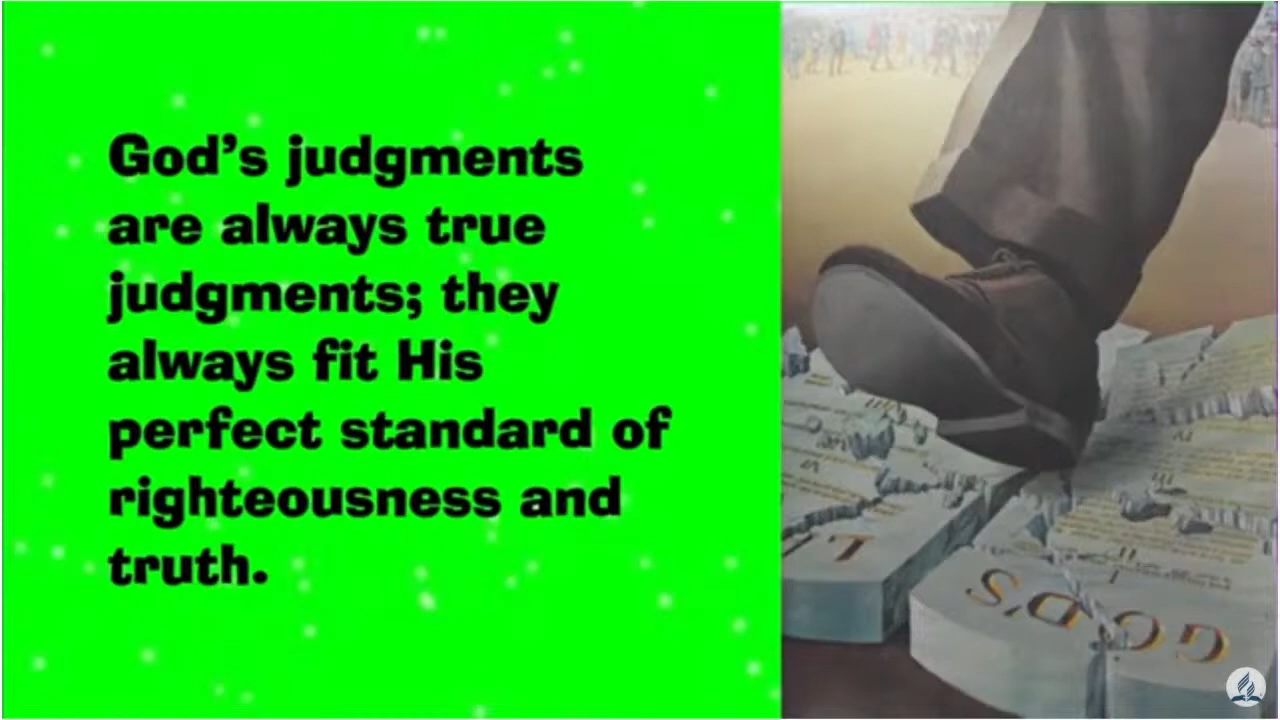 God's judgments
are always true
judgments; they
always fit His
perfect standard of
righteousness and
truth.
GOD'S
L